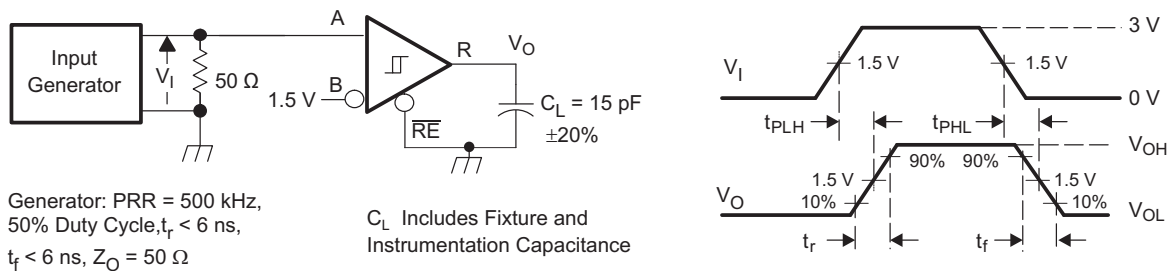 Input
Generator
V_I
50 Ω
A
B
1.5 V
R
V_O
R̅E̅
C_L = 15 pF
±20%
Generator: PRR = 500 kHz,
50% Duty Cycle,t_r < 6 ns,
t_f < 6 ns, Z_O = 50 Ω
C_L Includes Fixture and
Instrumentation Capacitance
3 V
V_I
1.5 V
1.5 V
0 V
t_PLH
t_PHL
V_OH
90%
90%
1.5 V
1.5 V
V_O
10%
10%
V_OL
t_r
t_f